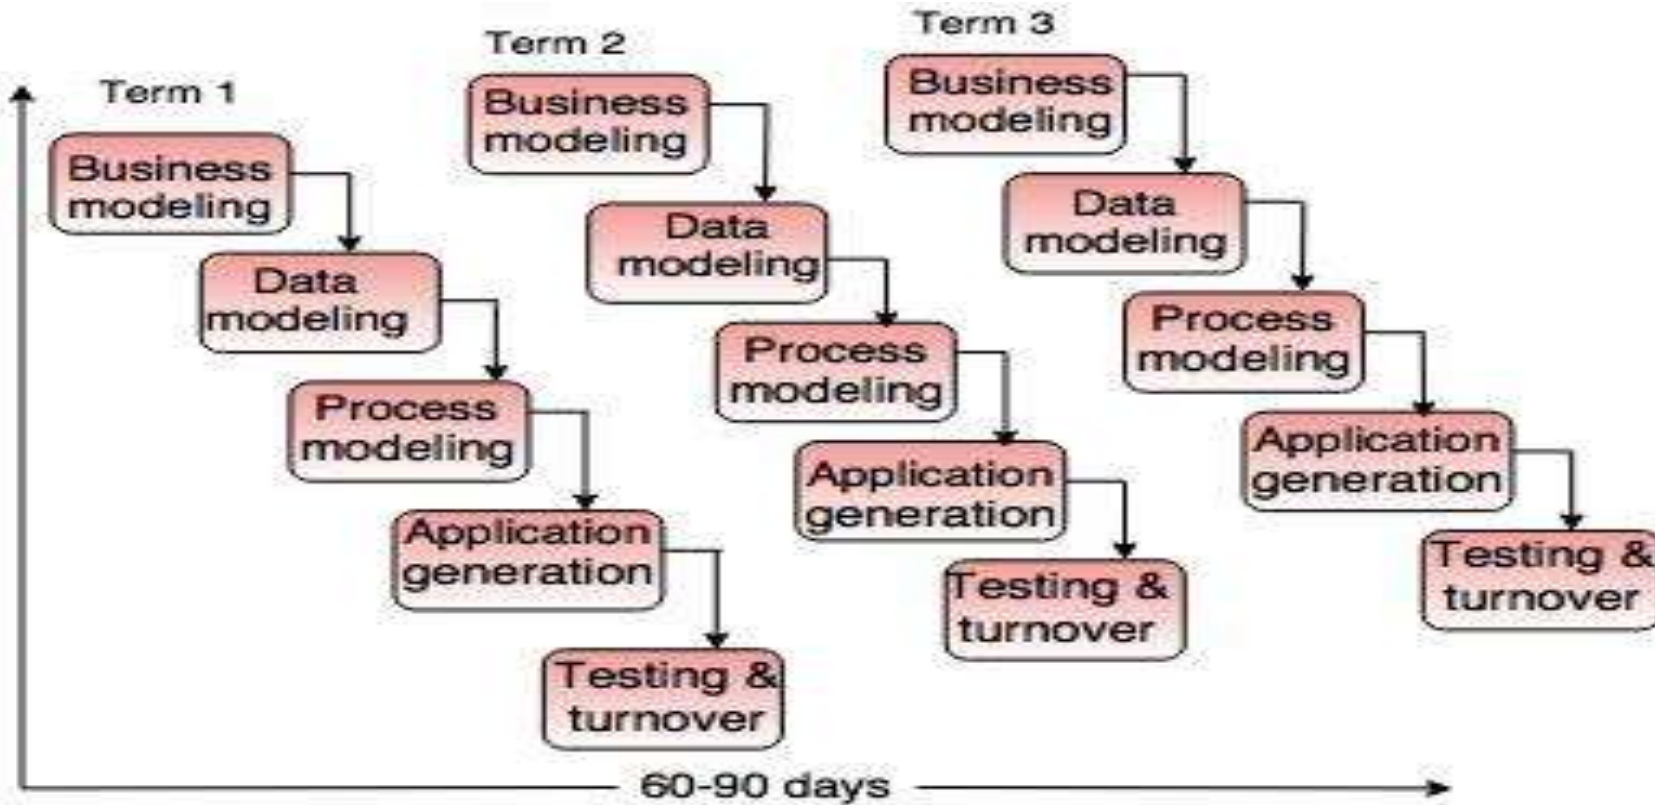 Term 1
Business
modeling
Data
modeling
Process
modeling
Application
generation
Testing &
turnover
Term 2
Business
modeling
Data
modeling
Process
modeling
Application
generation
Testing &
turnover
Term 3
Business
modeling
Data
modeling
Process
modeling
Application
generation
Testing &
turnover
60-90 days